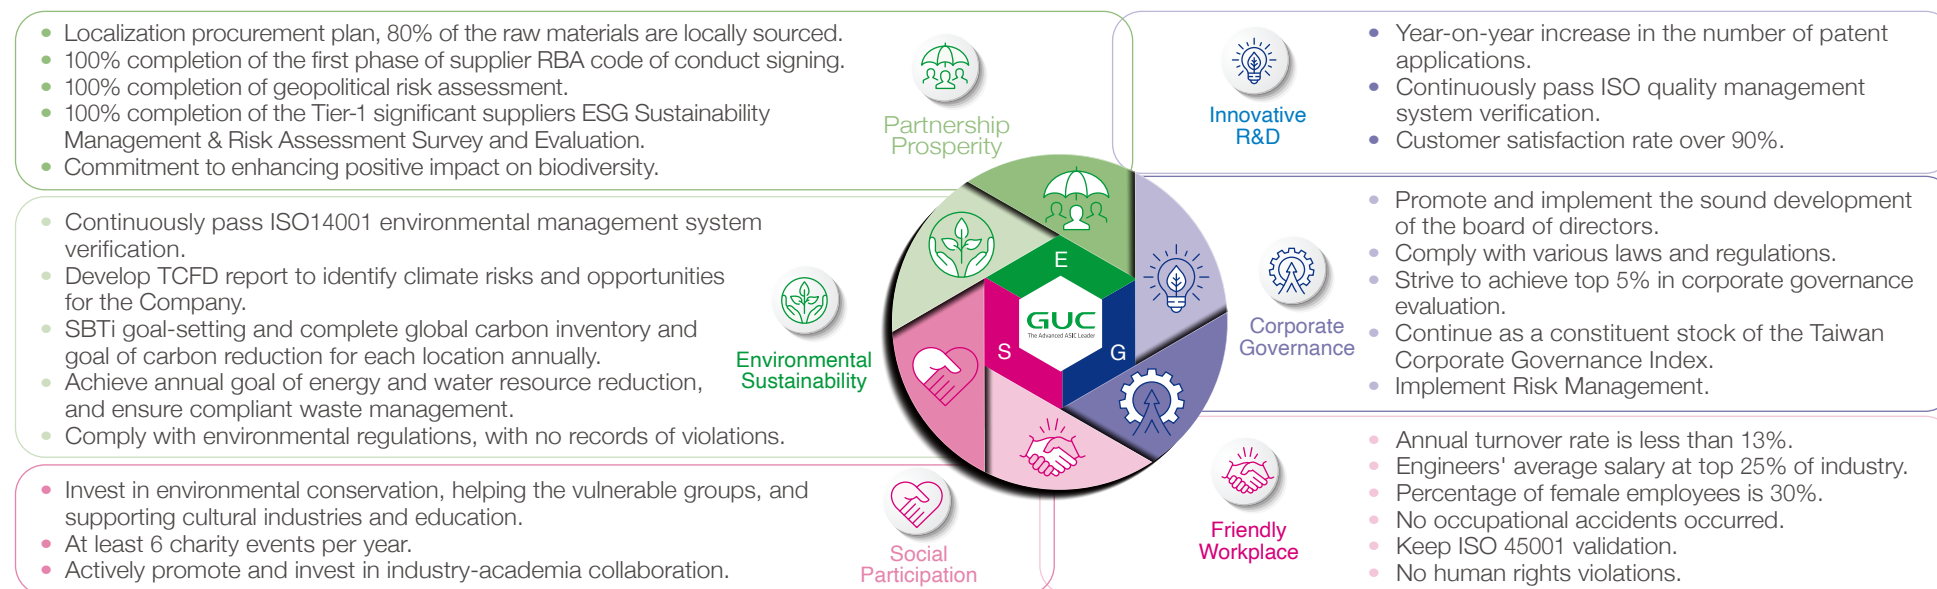 • Localization procurement plan, 80% of the raw materials are locally sourced.
• 100% completion of the first phase of supplier RBA code of conduct signing.
• 100% completion of geopolitical risk assessment.
• 100% completion of the Tier-1 significant suppliers ESG Sustainability
Management & Risk Assessment Survey and Evaluation.
• Commitment to enhancing positive impact on biodiversity.
Partnership
Prosperity
• Continuously pass ISO14001 environmental management system
verification.
• Develop TCFD report to identify climate risks and opportunities
for the Company.
• SBTi goal-setting and complete global carbon inventory and
goal of carbon reduction for each location annually.
• Achieve annual goal of energy and water resource reduction,
and ensure compliant waste management.
• Comply with environmental regulations, with no records of violations.
Environmental
Sustainability
• Invest in environmental conservation, helping the vulnerable groups, and
supporting cultural industries and education.
• At least 6 charity events per year.
• Actively promote and invest in industry-academia collaboration.
Social
Participation
E
S
G
GUC
The Advanced ASIC Leader
Innovative
R&D
• Year-on-year increase in the number of patent
applications.
• Continuously pass ISO quality management
system verification.
• Customer satisfaction rate over 90%.
Corporate
Governance
• Promote and implement the sound development
of the board of directors.
• Comply with various laws and regulations.
• Strive to achieve top 5% in corporate governance
evaluation.
• Continue as a constituent stock of the Taiwan
Corporate Governance Index.
• Implement Risk Management.
Friendly
Workplace
• Annual turnover rate is less than 13%.
• Engineers' average salary at top 25% of industry.
• Percentage of female employees is 30%.
• No occupational accidents occurred.
• Keep ISO 45001 validation.
• No human rights violations.